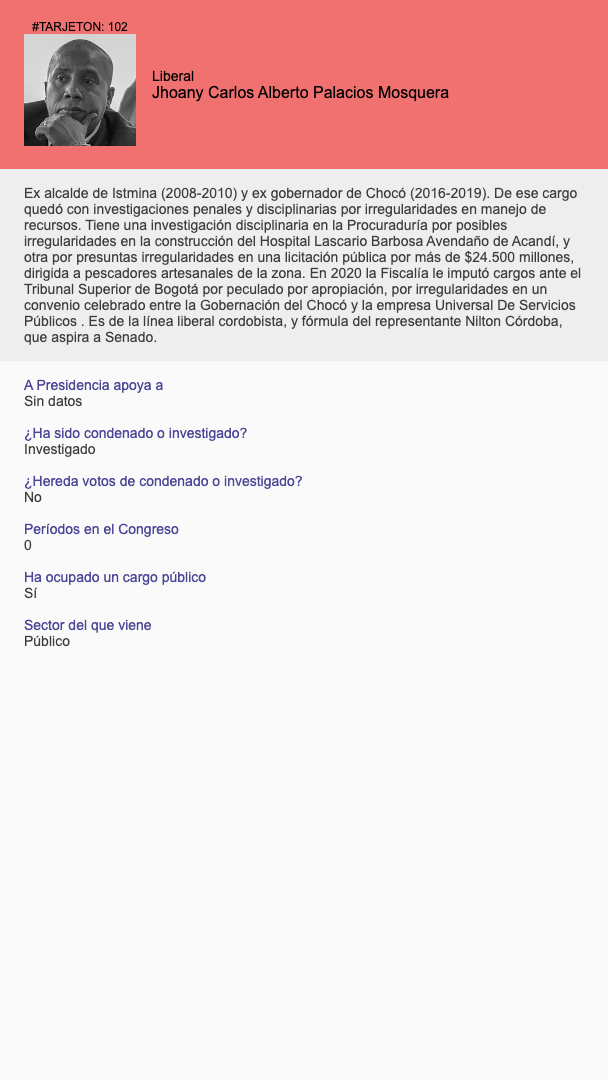 #TARJETON: 102
Liberal
Jhoany Carlos Alberto Palacios Mosquera
Ex alcalde de Istmina (2008-2010) y ex gobernador de Chocó (2016-2019). De ese cargo
quedó con investigaciones penales y disciplinarias por irregularidades en manejo de
recursos. Tiene una investigación disciplinaria en la Procuraduría por posibles
irregularidades en la construcción del Hospital Lascario Barbosa Avendaño de Acandí, y
otra por presuntas irregularidades en una licitación pública por más de $24.500 millones,
dirigida a pescadores artesanales de la zona. En 2020 la Fiscalía le imputó cargos ante el
Tribunal Superior de Bogotá por peculado por apropiación, por irregularidades en un
convenio celebrado entre la Gobernación del Chocó y la empresa Universal De Servicios
Públicos . Es de la línea liberal cordobista, y fórmula del representante Nilton Córdoba,
que aspira a Senado.
A Presidencia apoya a
Sin datos
¿Ha sido condenado o investigado?
Investigado
¿Hereda votos de condenado o investigado?
No
Períodos en el Congreso
0
Ha ocupado un cargo público
Sí
Sector del que viene
Público